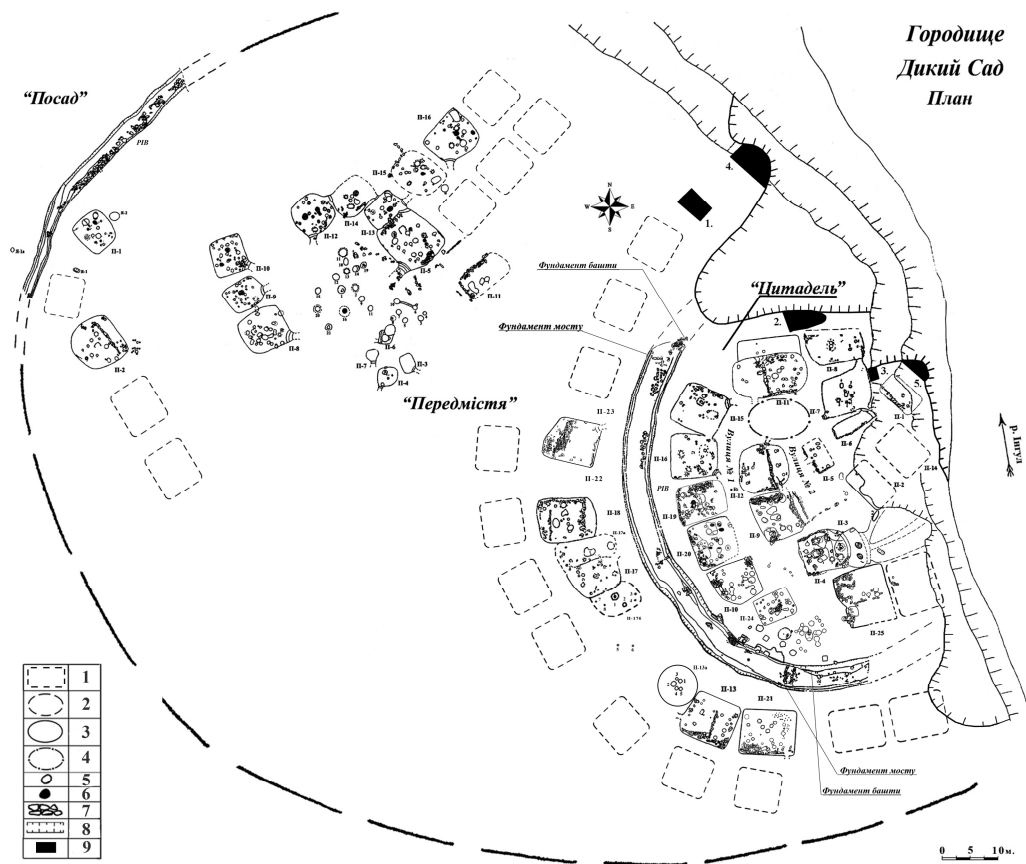 Городище
Дикий Сад
План
“Посад”
РІВ
П-1
П-2
П-16
П-15
П-14
П-12
П-13
П-5
П-10
П-9
П-8
П-11
П-6
П-7
П-3
П-4
“Передмістя”
N
W
E
S
4.
1.
Фундамент башти
Фундамент мосту
“Цитадель”
2.
3.
5.
П-8
П-11
П-7
П-1
П-6
П-15
Вулиця № 1
Вулиця № 2
П-5
П-14
П-2
П-16
П-12
РІВ
П-19
П-9
П-3
П-20
П-4
П-10
П-24
П-25
П-23
П-22
П-18
П-17а
П-17
П-13а
П-13
П-21
р. Інгул
Фундамент мосту
Фундамент башти
1
2
3
4
5
6
7
8
9
0 5 10м.